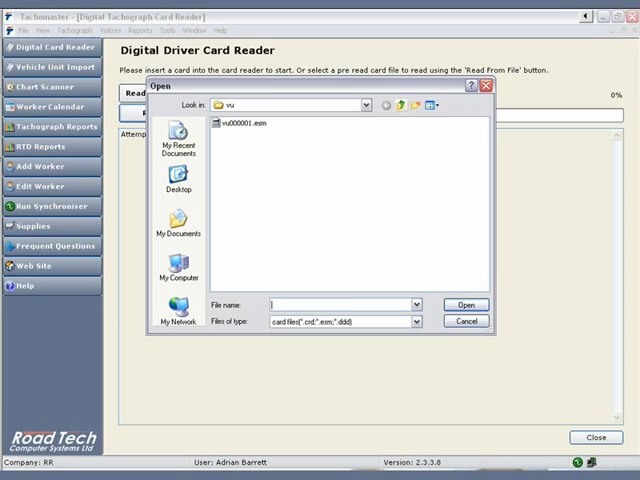 Tachomaster - [Digital Tachograph Card Reader]
File View Tachograph Visitors Reports Tools Window Help
Digital Card Reader
Vehicle Unit Import
Chart Scanner
Worker Calendar
Tachograph Reports
RTD Reports
Add Worker
Edit Worker
Run Synchroniser
Supplies
Frequent Questions
Web Site
Help
Road Tech
Computer Systems Ltd
Digital Driver Card Reader
Please insert a card into the card reader to start. Or select a pre read card file to read using the 'Read From File' button.
Read
R
0%
Attemp
Open
Look in:
vu
vu000001.esm
My Recent
Documents
Desktop
My Documents
My Computer
My Network
File name:
Open
Files of type:
card files(*.crd;*.esm;*.ddd)
Cancel
Close
Company: RR
User: Adrian Barrett
Version: 2.3.3.8